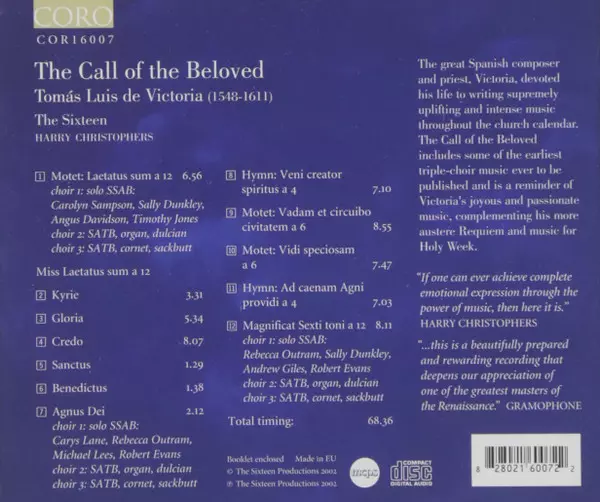 CORO
COR16007
The Call of the Beloved
Tomás Luis de Victoria (1548-1611)
The Sixteen
HARRY CHRISTOPHERS
1 Motet: Laetatus sum a 12 6.56
choir 1: solo SSAB:
Carolyn Sampson, Sally Dunkley,
Angus Davidson, Timothy Jones
choir 2: SATB, organ, dulcian
choir 3: SATB, cornet, sackbutt
Miss Laetatus sum a 12
2 Kyrie 3.31
3 Gloria 5.34
4 Credo 8.07
5 Sanctus 1.29
6 Benedictus 1.38
7 Agnus Dei 2.12
choir 1: solo SSAB:
Carys Lane, Rebecca Outram,
Michael Lees, Robert Evans
choir 2: SATB, organ, dulcian
choir 3: SATB, cornet, sackbutt
8 Hymn: Veni creator
spiritus a 4 7.10
9 Motet: Vadam et circuibo
civitatem a 6 8.55
10 Motet: Vidi speciosam
a 6 7.47
11 Hymn: Ad caenam Agni
providi a 4 7.03
12 Magnificat Sexti toni a 12 8.11
choir 1: solo SSAB:
Rebecca Outram, Sally Dunkley,
Andrew Giles, Robert Evans
choir 2: SATB, organ, dulcian
choir 3: SATB, cornet, sackbutt
Total timing: 68.36
Booklet enclosed Made in EU
© The Sixteen Productions 2002
℗ The Sixteen Productions 2002
mcps
COMPACT
disc
DIGITAL AUDIO
The great Spanish composer
and priest, Victoria, devoted
his life to writing supremely
uplifting and intense music
throughout the church calendar.
The Call of the Beloved
includes some of the earliest
triple-choir music ever to
be published and is a reminder of
Victoria's joyous and passionate
music, complementing his more
austere Requiem and music for
Holy Week.
"If one can ever achieve complete
emotional expression through the
power of music, then here it is."
HARRY CHRISTOPHERS
"...this is a beautifully prepared
and rewarding recording that
deepens our appreciation of
one of the greatest masters of
the Renaissance." GRAMOPHONE
8 28021 60072 2